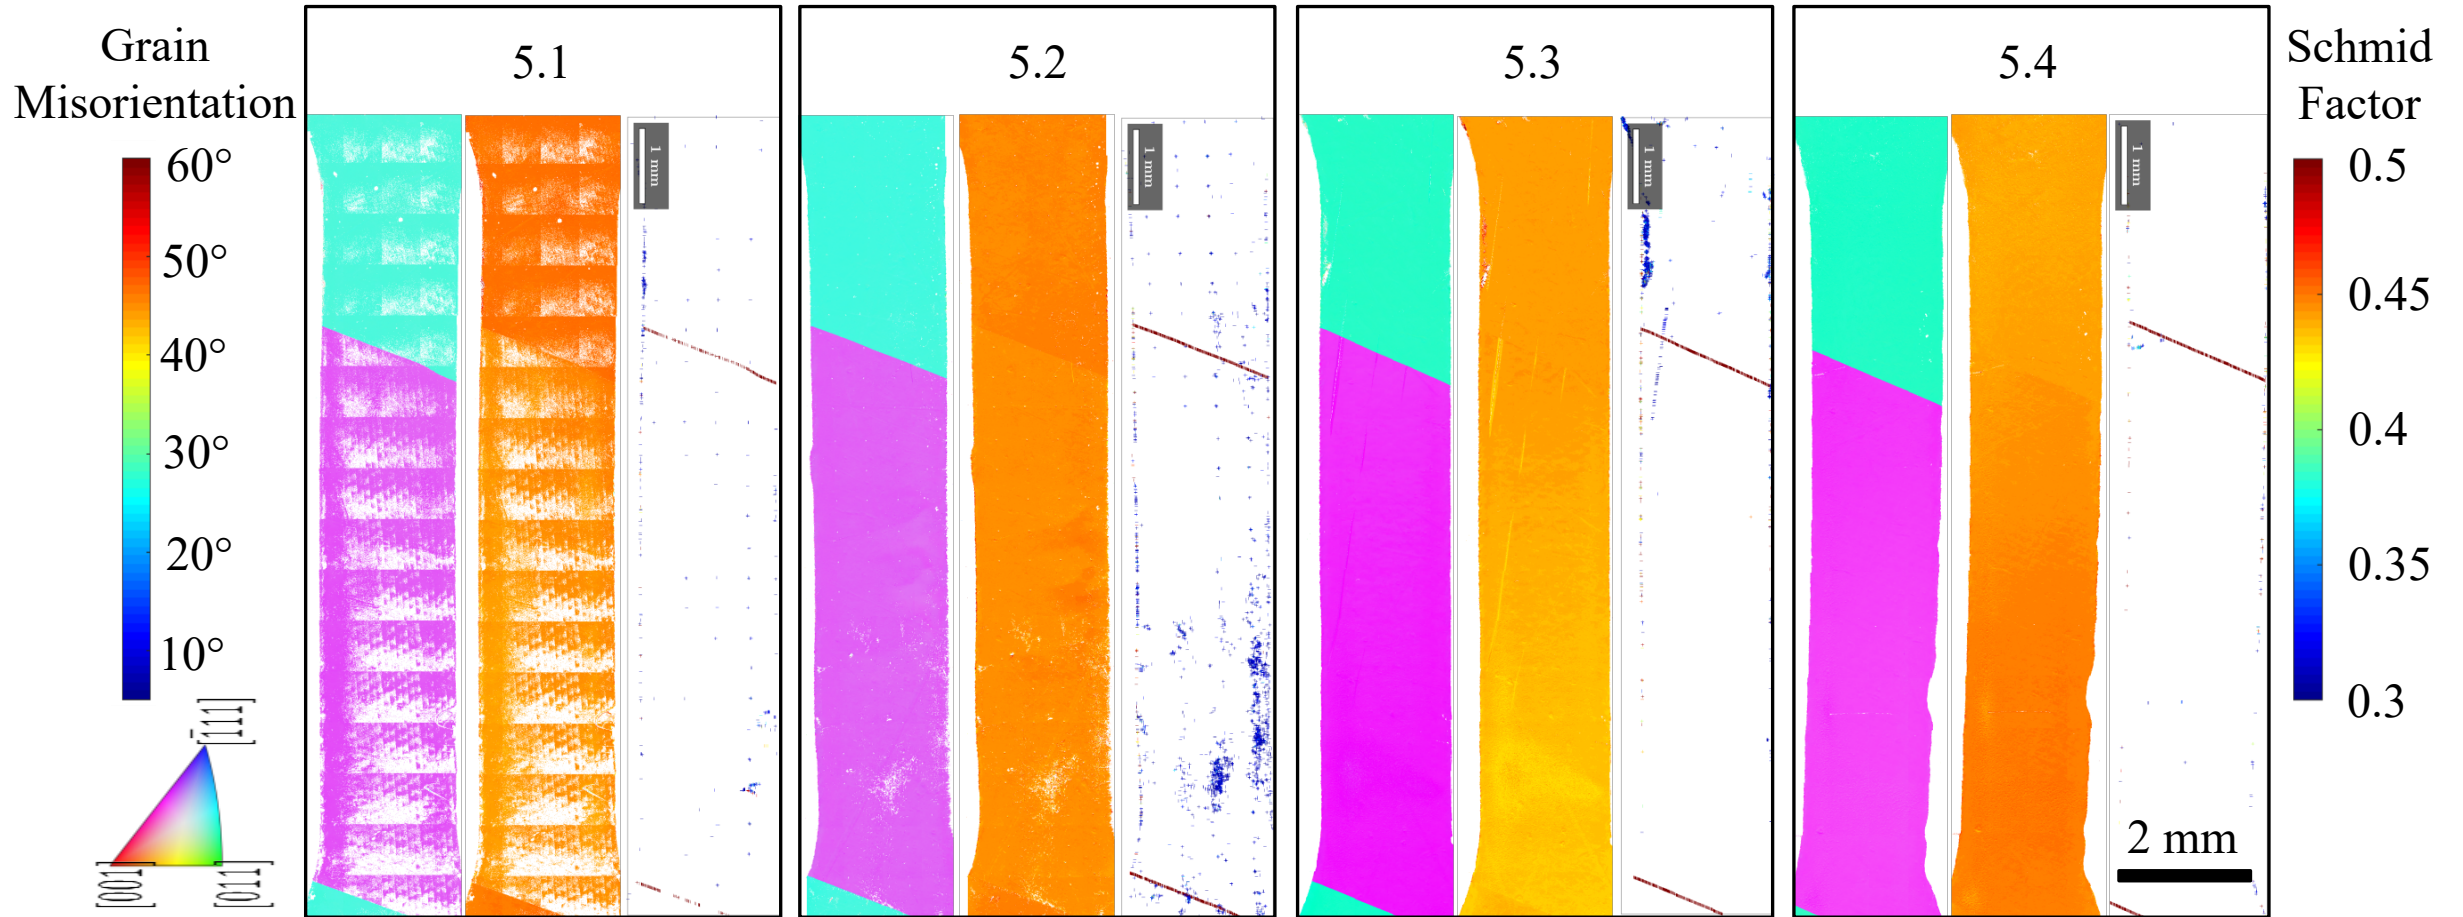 Grain
Misorientation
60°
50°
40°
30°
20°
10°
[1̄11]
[001]
[011]
5.1
1 mm
5.2
1 mm
5.3
1 mm
5.4
1 mm
2 mm
Schmid
Factor
0.5
0.45
0.4
0.35
0.3